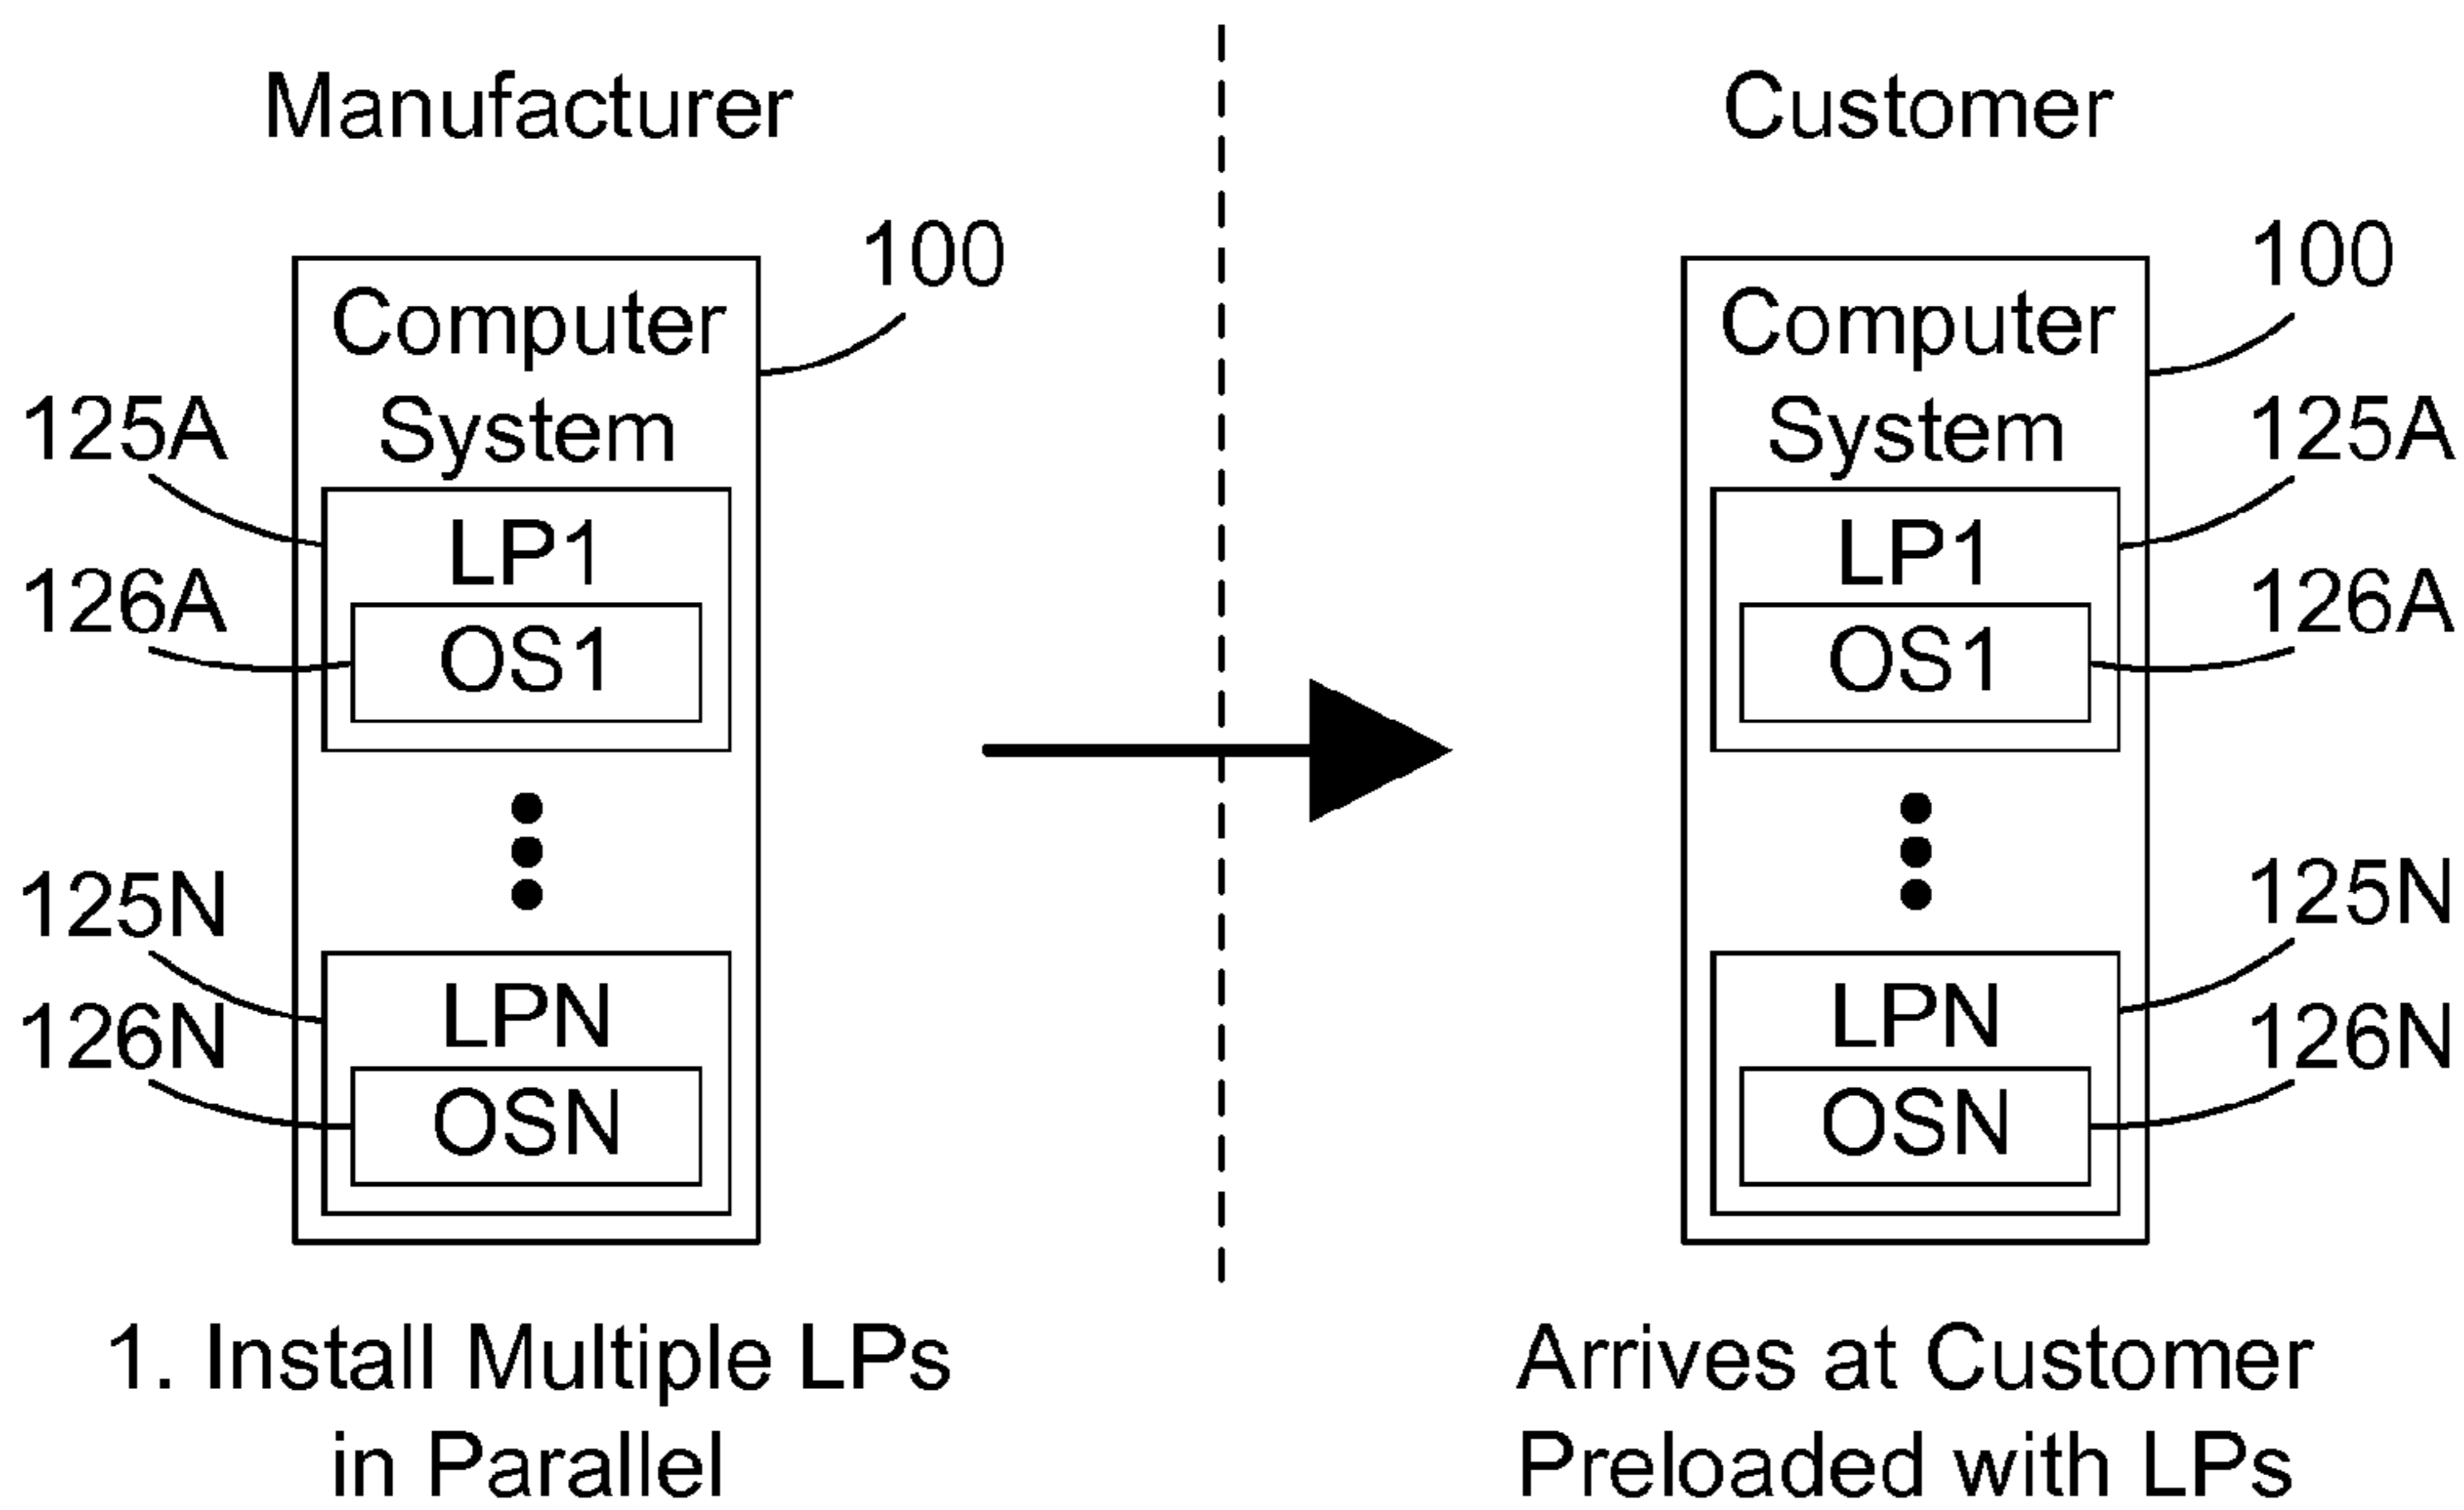 Manufacturer
100
Computer
System
125A
LP1
126A
OS1
125N
LPN
126N
OSN
1. Install Multiple LPs
in Parallel
Customer
100
Computer
System
125A
LP1
126A
OS1
125N
LPN
126N
OSN
Arrives at Customer
Preloaded with LPs